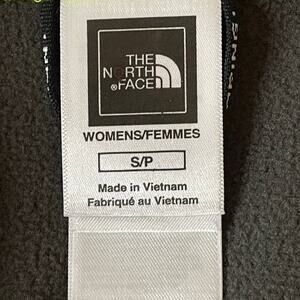 THE
NORTH
®FACE
WOMENS/FEMMES
S/P
Made in Vietnam
Fabriqué au Vietnam